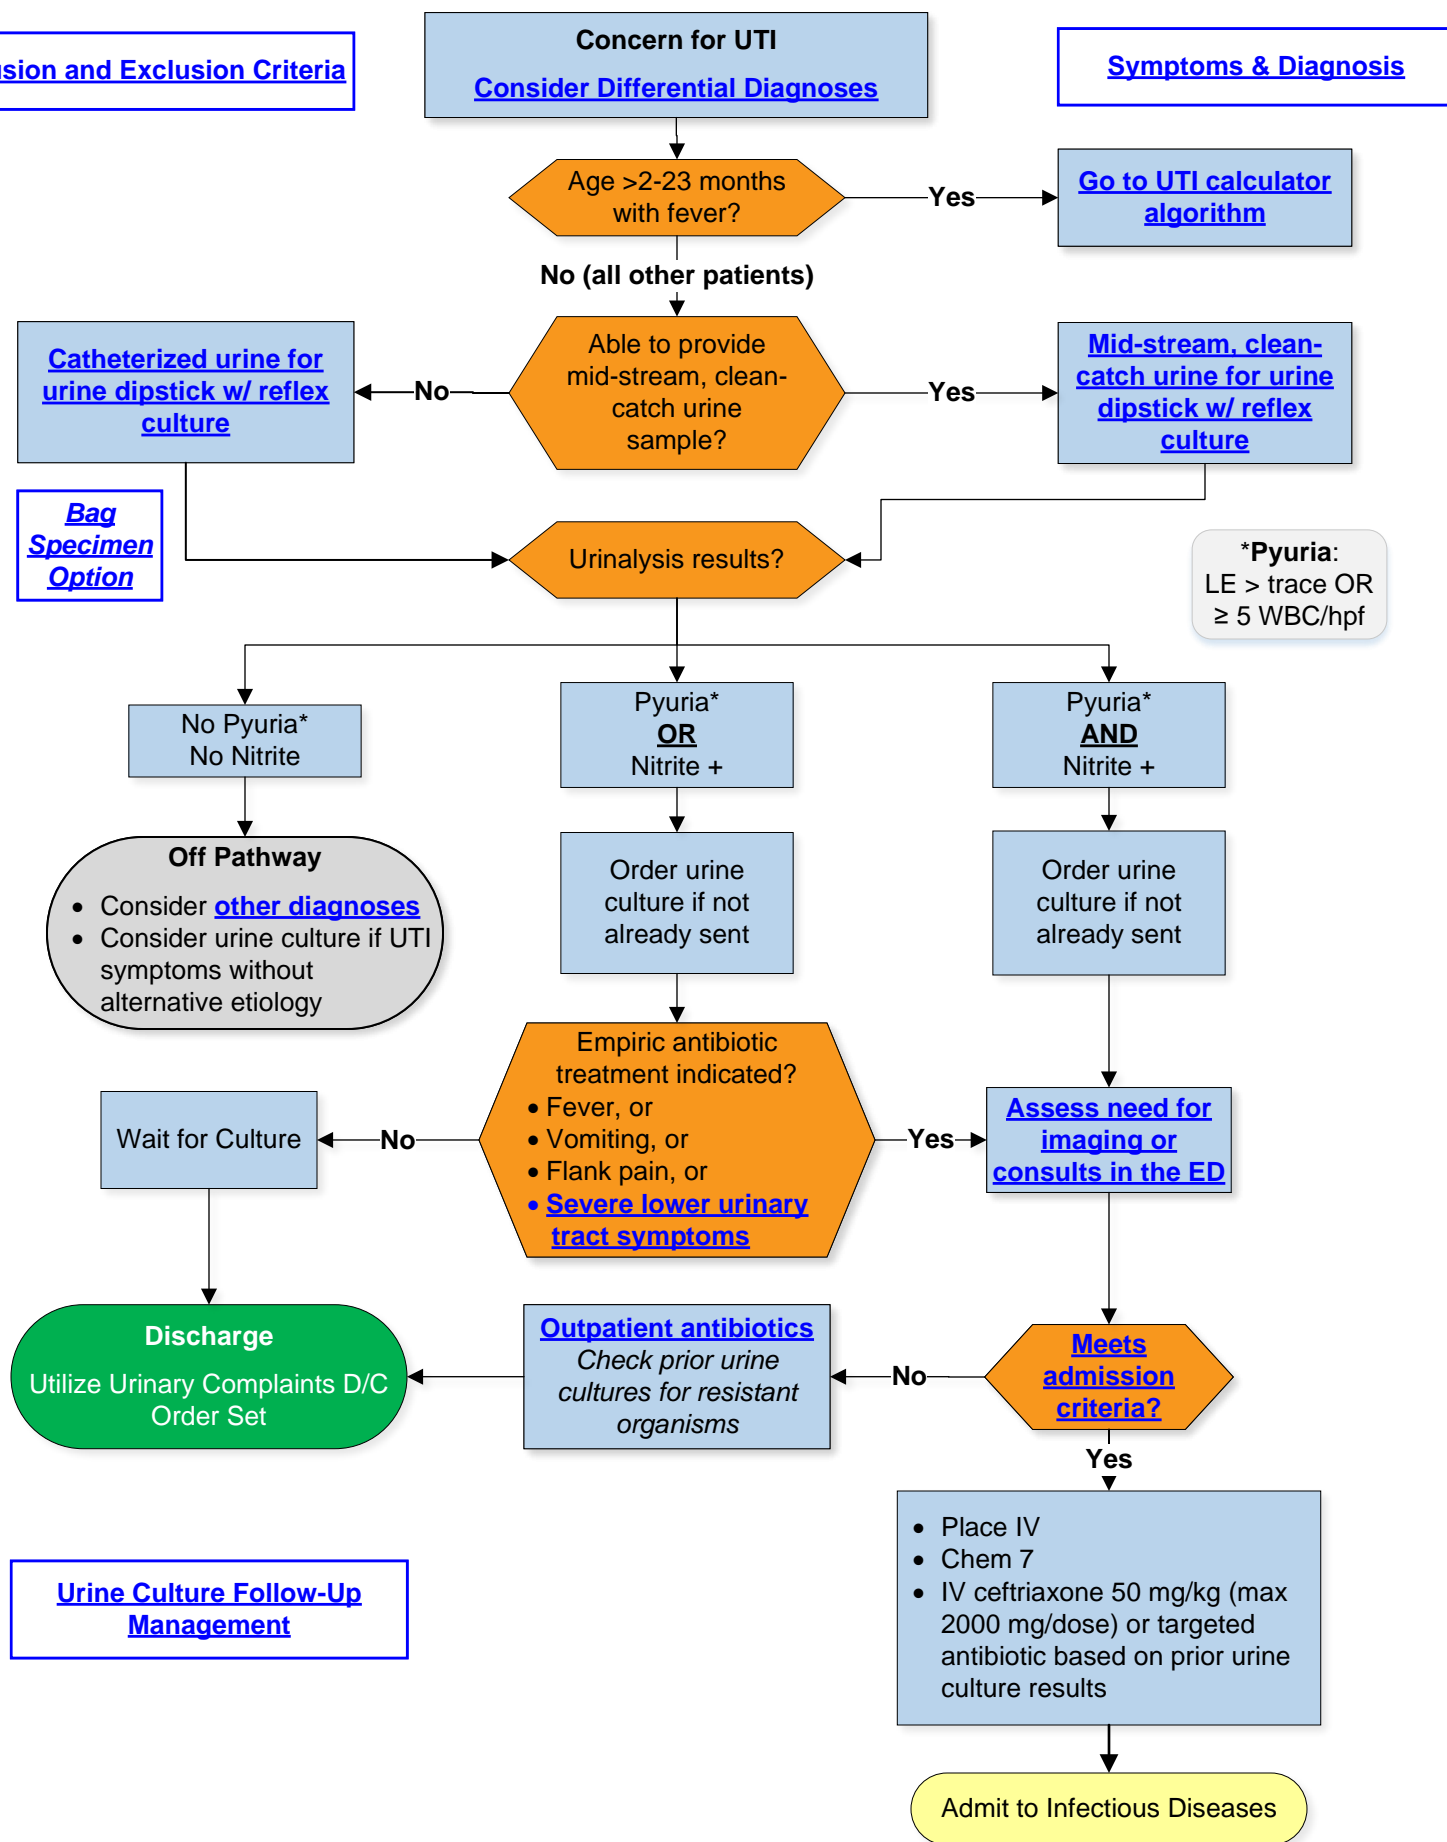 Concern for UTI
Consider Differential Diagnoses
and Exclusion Criteria
Symptoms & Diagnosis
Age >2-23 months
with fever?
Yes
Go to UTI calculator
algorithm
No (all other patients)
Able to provide
mid-stream, clean-
catch urine
sample?
No
Catheterized urine for
urine dipstick w/ reflex
culture
Yes
Mid-stream, clean-
catch urine for urine
dipstick w/ reflex
culture
Bag
Specimen
Option
Urinalysis results?
*Pyuria:
LE > trace OR
≥ 5 WBC/hpf
No Pyuria*
No Nitrite
Pyuria*
OR
Nitrite +
Pyuria*
AND
Nitrite +
Off Pathway
• Consider other diagnoses
• Consider urine culture if UTI
symptoms without
alternative etiology
Order urine
culture if not
already sent
Order urine
culture if not
already sent
Empiric antibiotic
treatment indicated?
• Fever, or
• Vomiting, or
• Flank pain, or
• Severe lower urinary
tract symptoms
No
Wait for Culture
Yes
Assess need for
imaging or
consults in the ED
Discharge
Utilize Urinary Complaints D/C
Order Set
Outpatient antibiotics
Check prior urine
cultures for resistant
organisms
No
Meets
admission
criteria?
Yes
• Place IV
• Chem 7
• IV ceftriaxone 50 mg/kg (max
2000 mg/dose) or targeted
antibiotic based on prior urine
culture results
Urine Culture Follow-Up
Management
Admit to Infectious Diseases